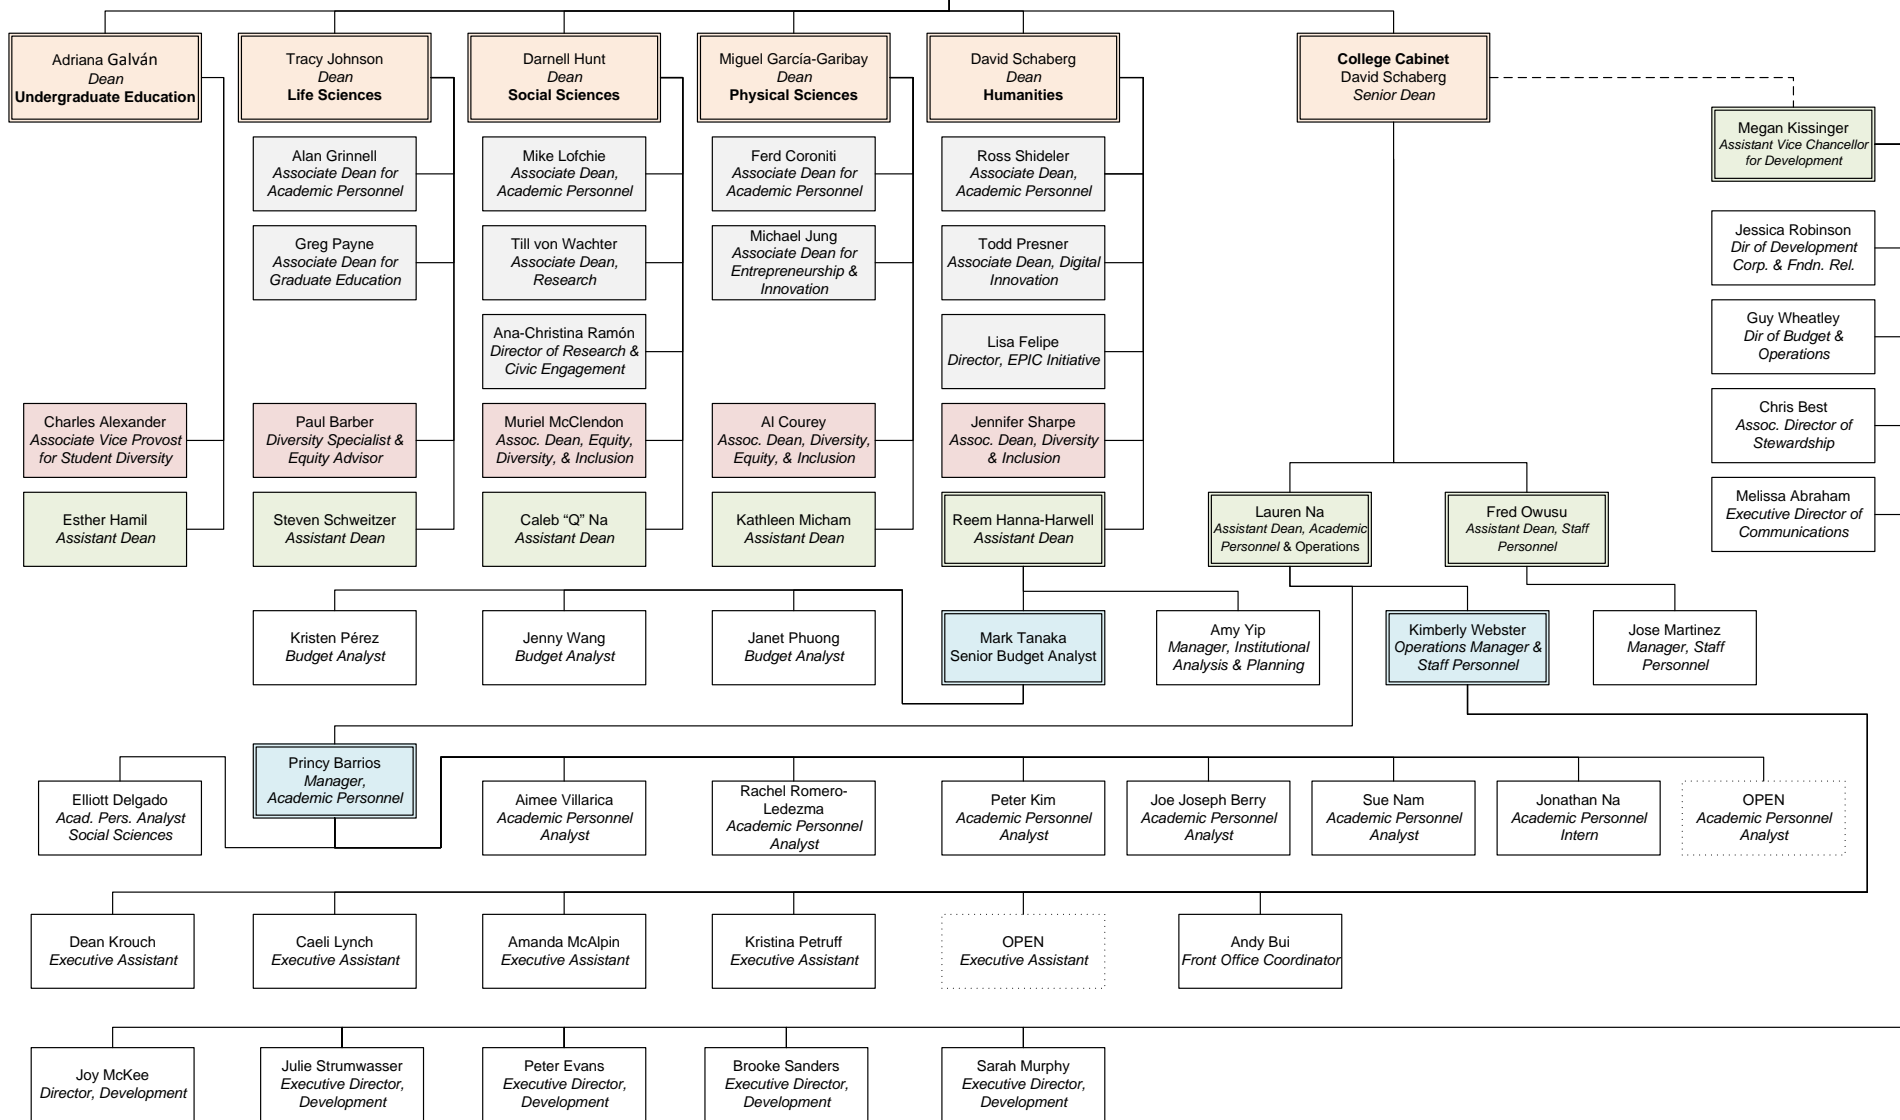 Adriana Galván
Dean
Undergraduate Education
Tracy Johnson
Dean
Life Sciences
Darnell Hunt
Dean
Social Sciences
Miguel García-Garibay
Dean
Physical Sciences
David Schaberg
Dean
Humanities
College Cabinet
David Schaberg
Senior Dean
Megan Kissinger
Assistant Vice Chancellor
for Development
Alan Grinnell
Associate Dean for
Academic Personnel
Mike Lofchie
Associate Dean,
Academic Personnel
Ferd Coroniti
Associate Dean for
Academic Personnel
Ross Shideler
Associate Dean,
Academic Personnel
Jessica Robinson
Dir of Development
Corp. & Fndn. Rel.
Greg Payne
Associate Dean for
Graduate Education
Till von Wachter
Associate Dean,
Research
Michael Jung
Associate Dean for
Entrepreneurship &
Innovation
Todd Presner
Associate Dean, Digital
Innovation
Guy Wheatley
Dir of Budget &
Operations
Ana-Christina Ramón
Director of Research &
Civic Engagement
Lisa Felipe
Director, EPIC Initiative
Chris Best
Assoc. Director of
Stewardship
Charles Alexander
Associate Vice Provost
for Student Diversity
Paul Barber
Diversity Specialist &
Equity Advisor
Muriel McClendon
Assoc. Dean, Equity,
Diversity, & Inclusion
Al Courey
Assoc. Dean, Diversity,
Equity, & Inclusion
Jennifer Sharpe
Assoc. Dean, Diversity
& Inclusion
Melissa Abraham
Executive Director of
Communications
Esther Hamil
Assistant Dean
Steven Schweitzer
Assistant Dean
Caleb “Q” Na
Assistant Dean
Kathleen Micham
Assistant Dean
Reem Hanna-Harwell
Assistant Dean
Lauren Na
Assistant Dean, Academic
Personnel & Operations
Fred Owusu
Assistant Dean, Staff
Personnel
Kristen Pérez
Budget Analyst
Jenny Wang
Budget Analyst
Janet Phuong
Budget Analyst
Mark Tanaka
Senior Budget Analyst
Amy Yip
Manager, Institutional
Analysis & Planning
Kimberly Webster
Operations Manager &
Staff Personnel
Jose Martinez
Manager, Staff
Personnel
Elliott Delgado
Acad. Pers. Analyst
Social Sciences
Princy Barrios
Manager,
Academic Personnel
Aimee Villarica
Academic Personnel
Analyst
Rachel Romero-
Ledezma
Academic Personnel
Analyst
Peter Kim
Academic Personnel
Analyst
Joe Joseph Berry
Academic Personnel
Analyst
Sue Nam
Academic Personnel
Analyst
Jonathan Na
Academic Personnel
Intern
OPEN
Academic Personnel
Analyst
Dean Krouch
Executive Assistant
Caeli Lynch
Executive Assistant
Amanda McAlpin
Executive Assistant
Kristina Petruff
Executive Assistant
OPEN
Executive Assistant
Andy Bui
Front Office Coordinator
Joy McKee
Director, Development
Julie Strumwasser
Executive Director,
Development
Peter Evans
Executive Director,
Development
Brooke Sanders
Executive Director,
Development
Sarah Murphy
Executive Director,
Development